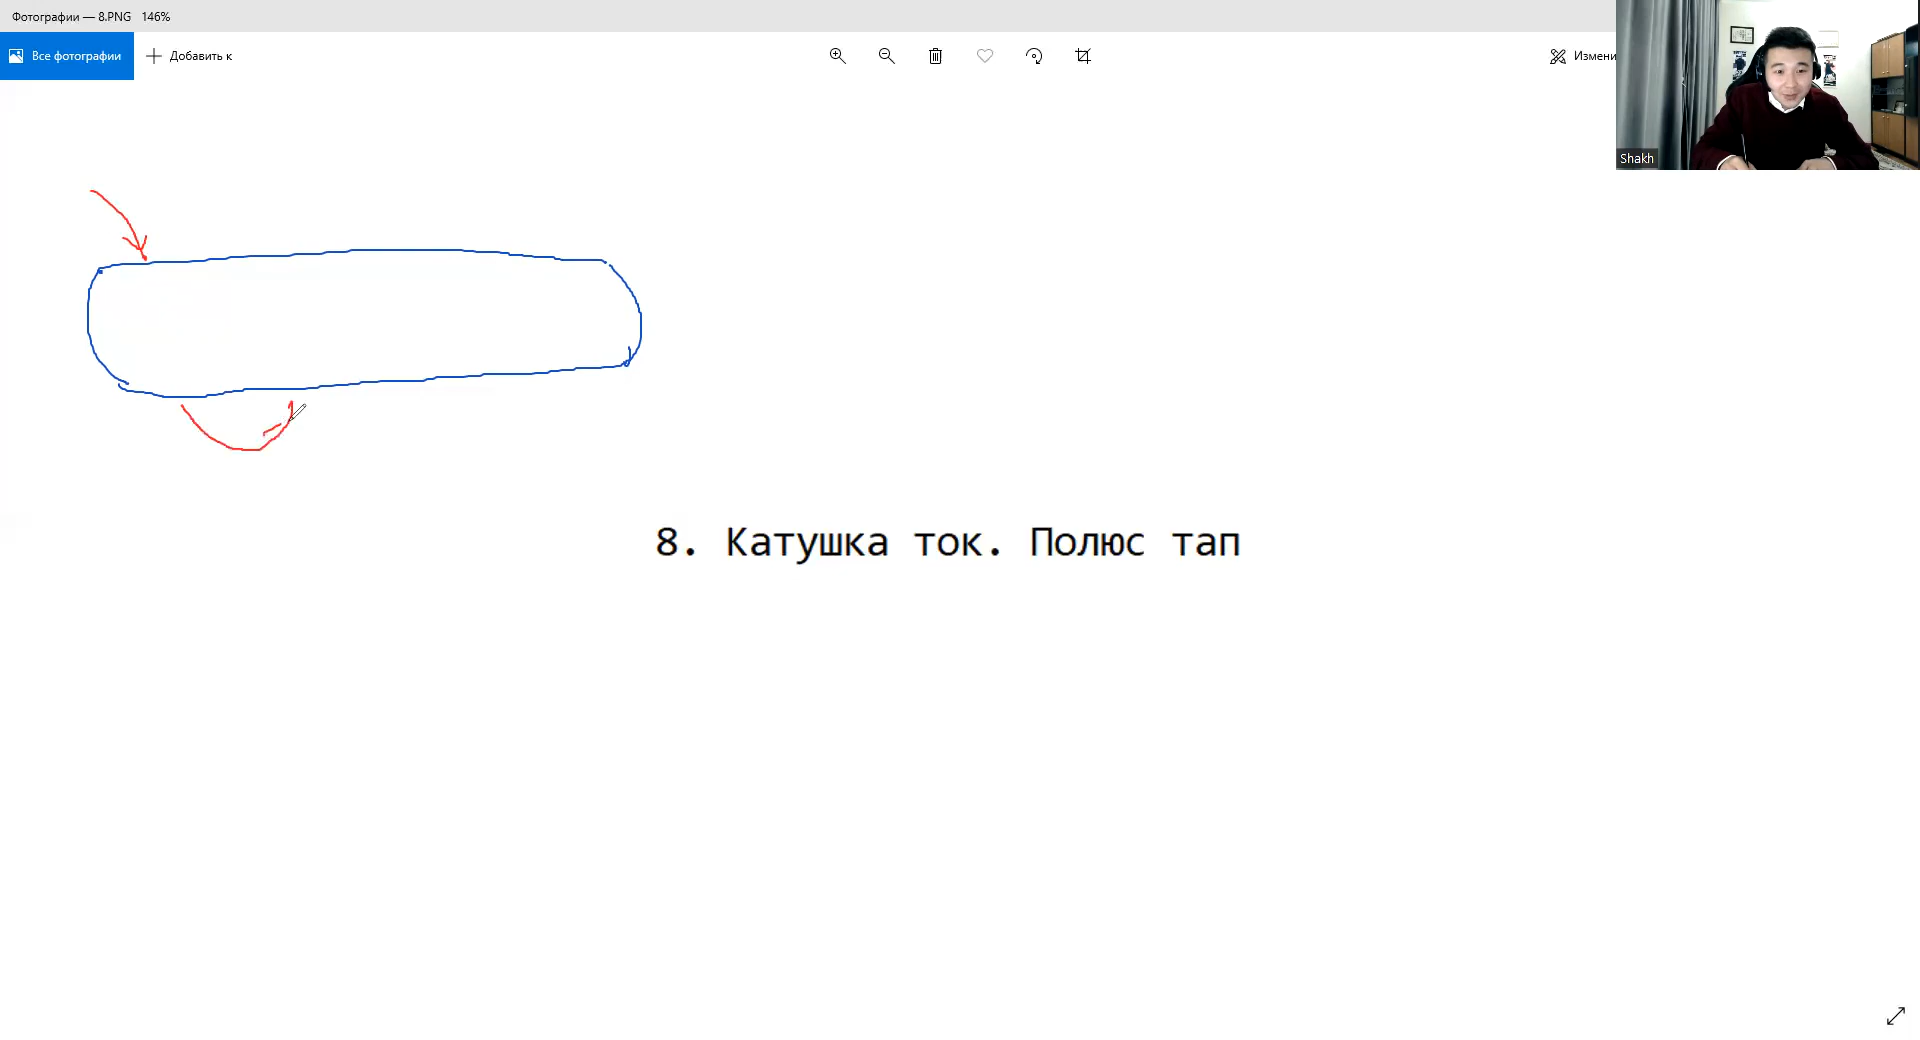 Фотографии — 8.PNG 146%
Все фотографии
Добавить к
Измени
Shakh
8. Катушка ток. Полюс тап